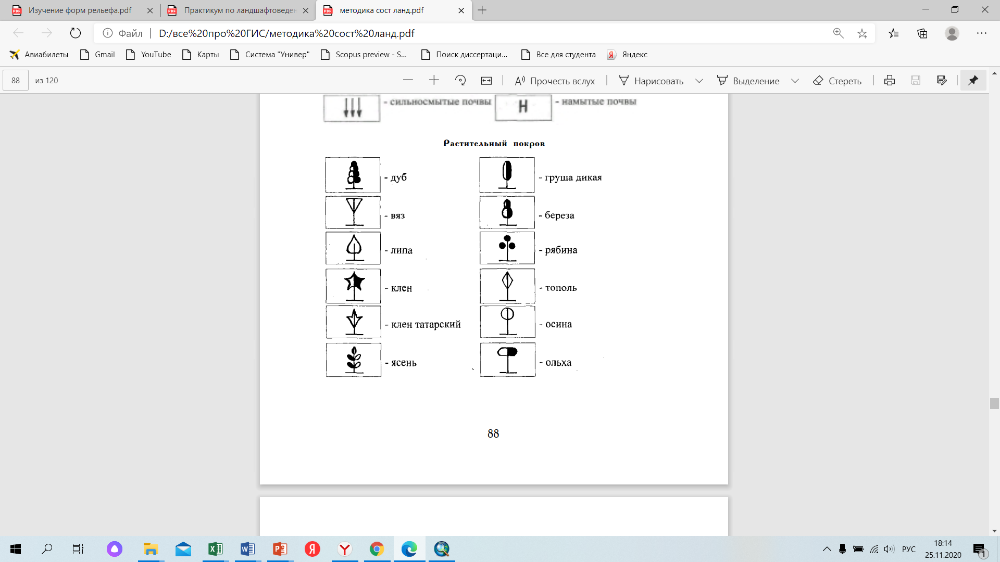 Изучение форм рельефа.pdf
Практикум по ландшафтоведен
методика сост ланд.pdf
Файл
D:/все%20про%20ГИС/методика%20сост%20ланд.pdf
Авиабилеты
Gmail
YouTube
Карты
Система "Универ"
Scopus preview - S...
Поиск диссертаци...
Все для студента
Яндекс
88 из 120
Прочесть вслух
Нарисовать
Выделение
Стереть
- сильносмытые почвы
Н - намытые почвы
Растительный покров
- дуб
- груша дикая
- вяз
- береза
- липа
- рябина
- клен
- тополь
- клен татарский
- осина
- ясень
- ольха
88
РУС
18:14
25.11.2020
1